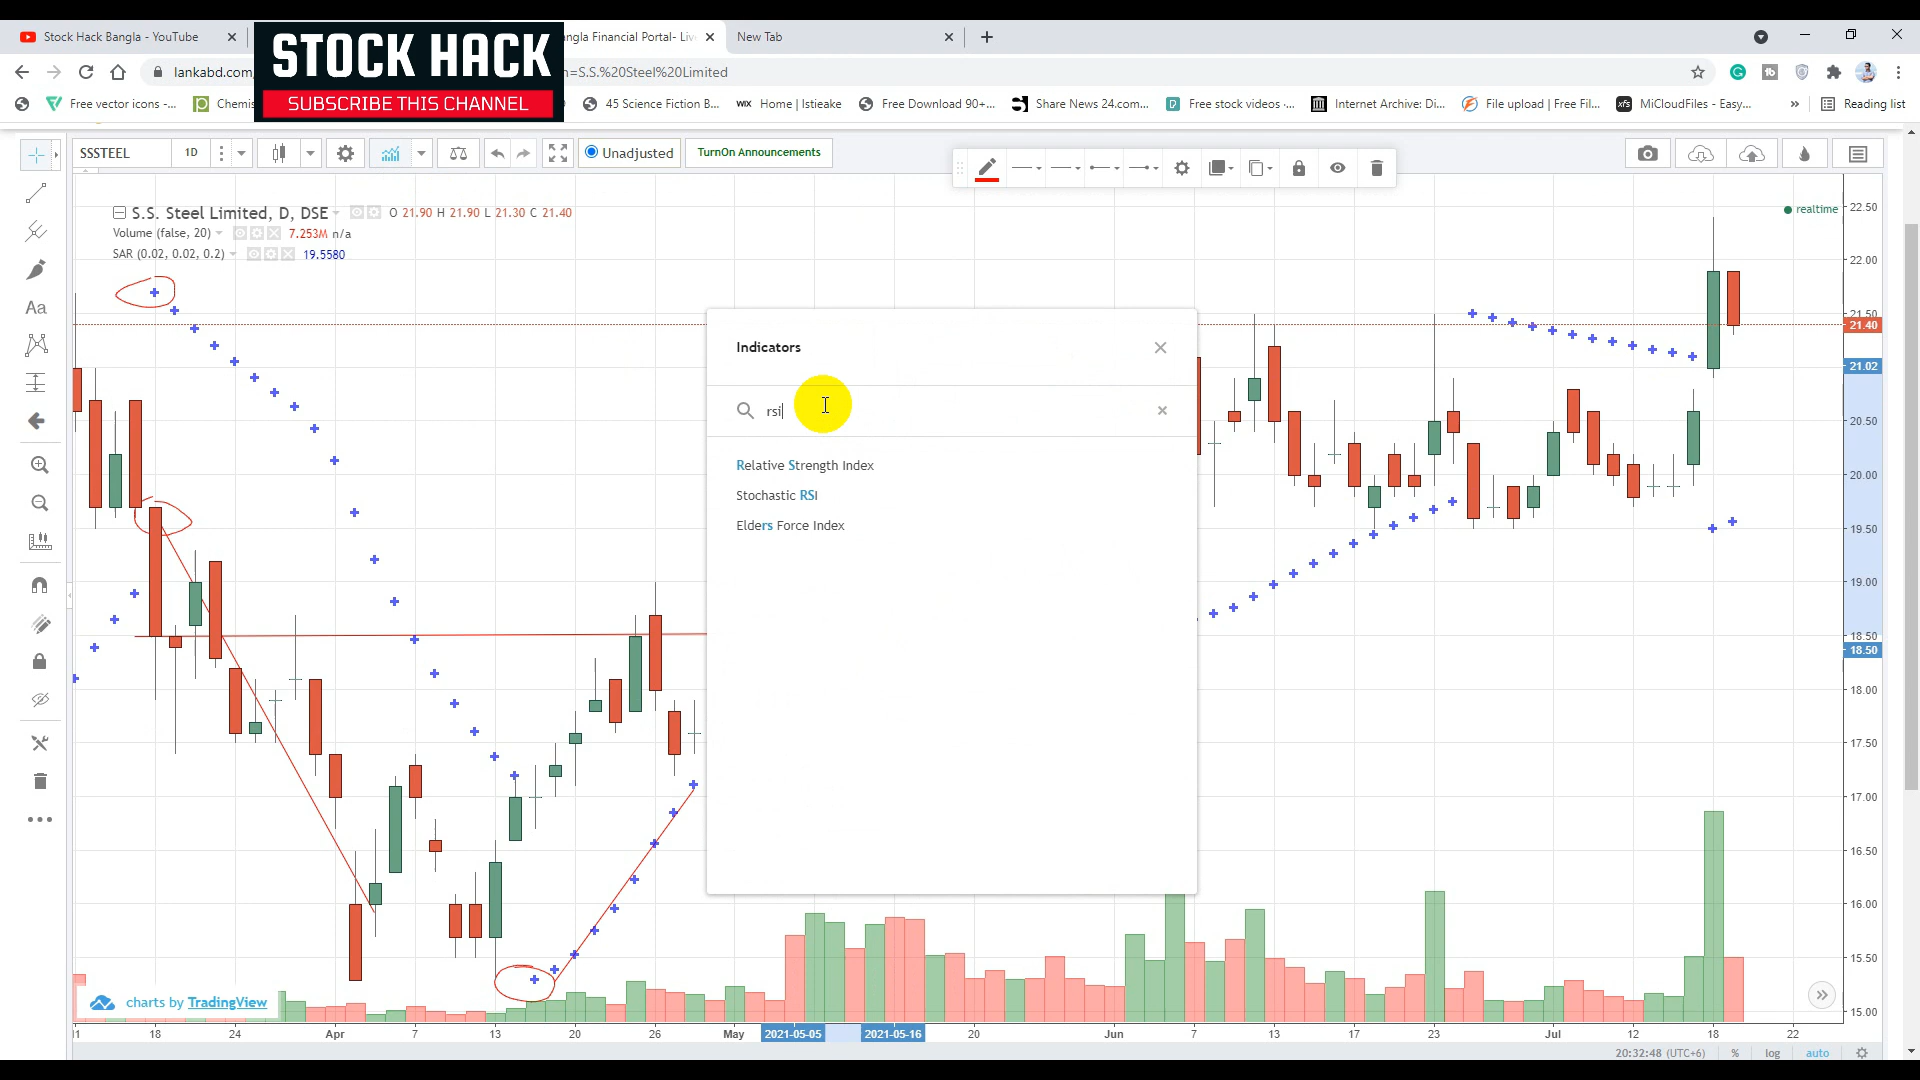 Stock Hack Bangla - YouTube
STOCK HACK
SUBSCRIBE THIS CHANNEL
angla Financial Portal- Liv
New Tab
lankabd.com/
n=S.S.%20Steel%20Limited
Free vector icons -...
Chemis
45 Science Fiction B...
WIX Home | Istieake
Free Download 90+...
Share News 24.com...
Free stock videos -...
Internet Archive: Di...
File upload | Free Fil...
xfs MiCloudFiles - Easy...
» Reading list
SSSTEEL
1D
Unadjusted
TurnOn Announcements
S.S. Steel Limited, D, DSE
O 21.90 H 21.90 L 21.30 C 21.40
Volume (false, 20)
7.253M n/a
SAR (0.02, 0.02, 0.2)
19.5580
realtime
Aa
Indicators
rsi
Relative Strength Index
Stochastic RSI
Elders Force Index
22.50
22.00
21.50
21.40
21.02
20.50
20.00
19.50
19.00
18.50
18.50
18.00
17.50
17.00
16.50
16.00
15.50
15.00
charts by TradingView
11 18 24 Apr 7 13 20 26 May 2021-05-05 2021-05-16 20 Jun 7 13 17 23 Jul 12 18 22
20:32:48 (UTC+6) % log auto